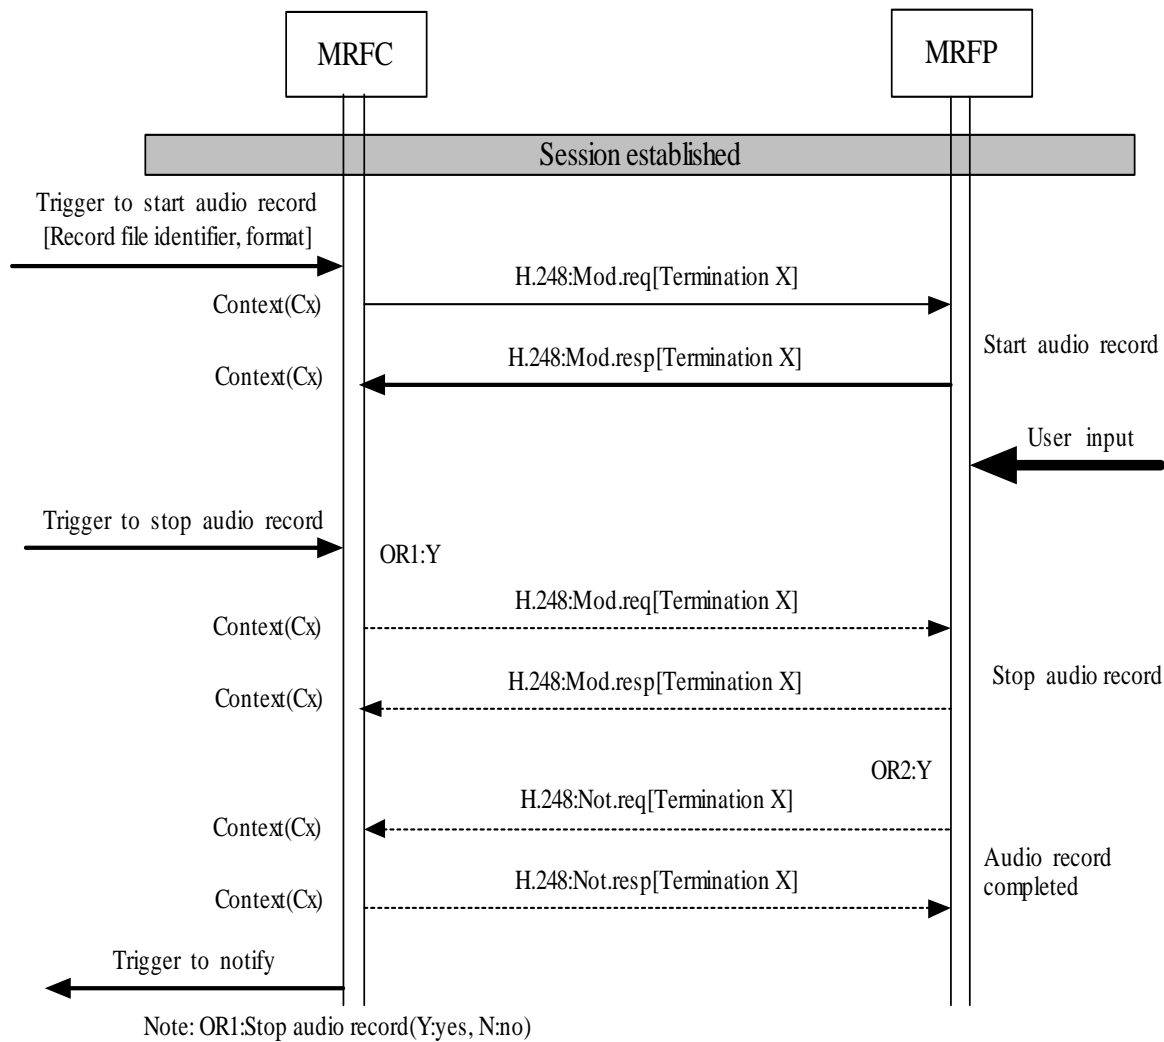 MRFC
MRFP
Session established
Trigger to start audio record
[Record file identifier, format]
H.248:Mod.req[Termination X]
Context(Cx)
Start audio record
H.248:Mod.resp[Termination X]
Context(Cx)
User input
Trigger to stop audio record
OR1:Y
H.248:Mod.req[Termination X]
Context(Cx)
Stop audio record
H.248:Mod.resp[Termination X]
Context(Cx)
OR2:Y
H.248:Not.req[Termination X]
Context(Cx)
Audio record
completed
H.248:Not.resp[Termination X]
Context(Cx)
Trigger to notify
Note: OR1:Stop audio record(Y:yes, N:no)